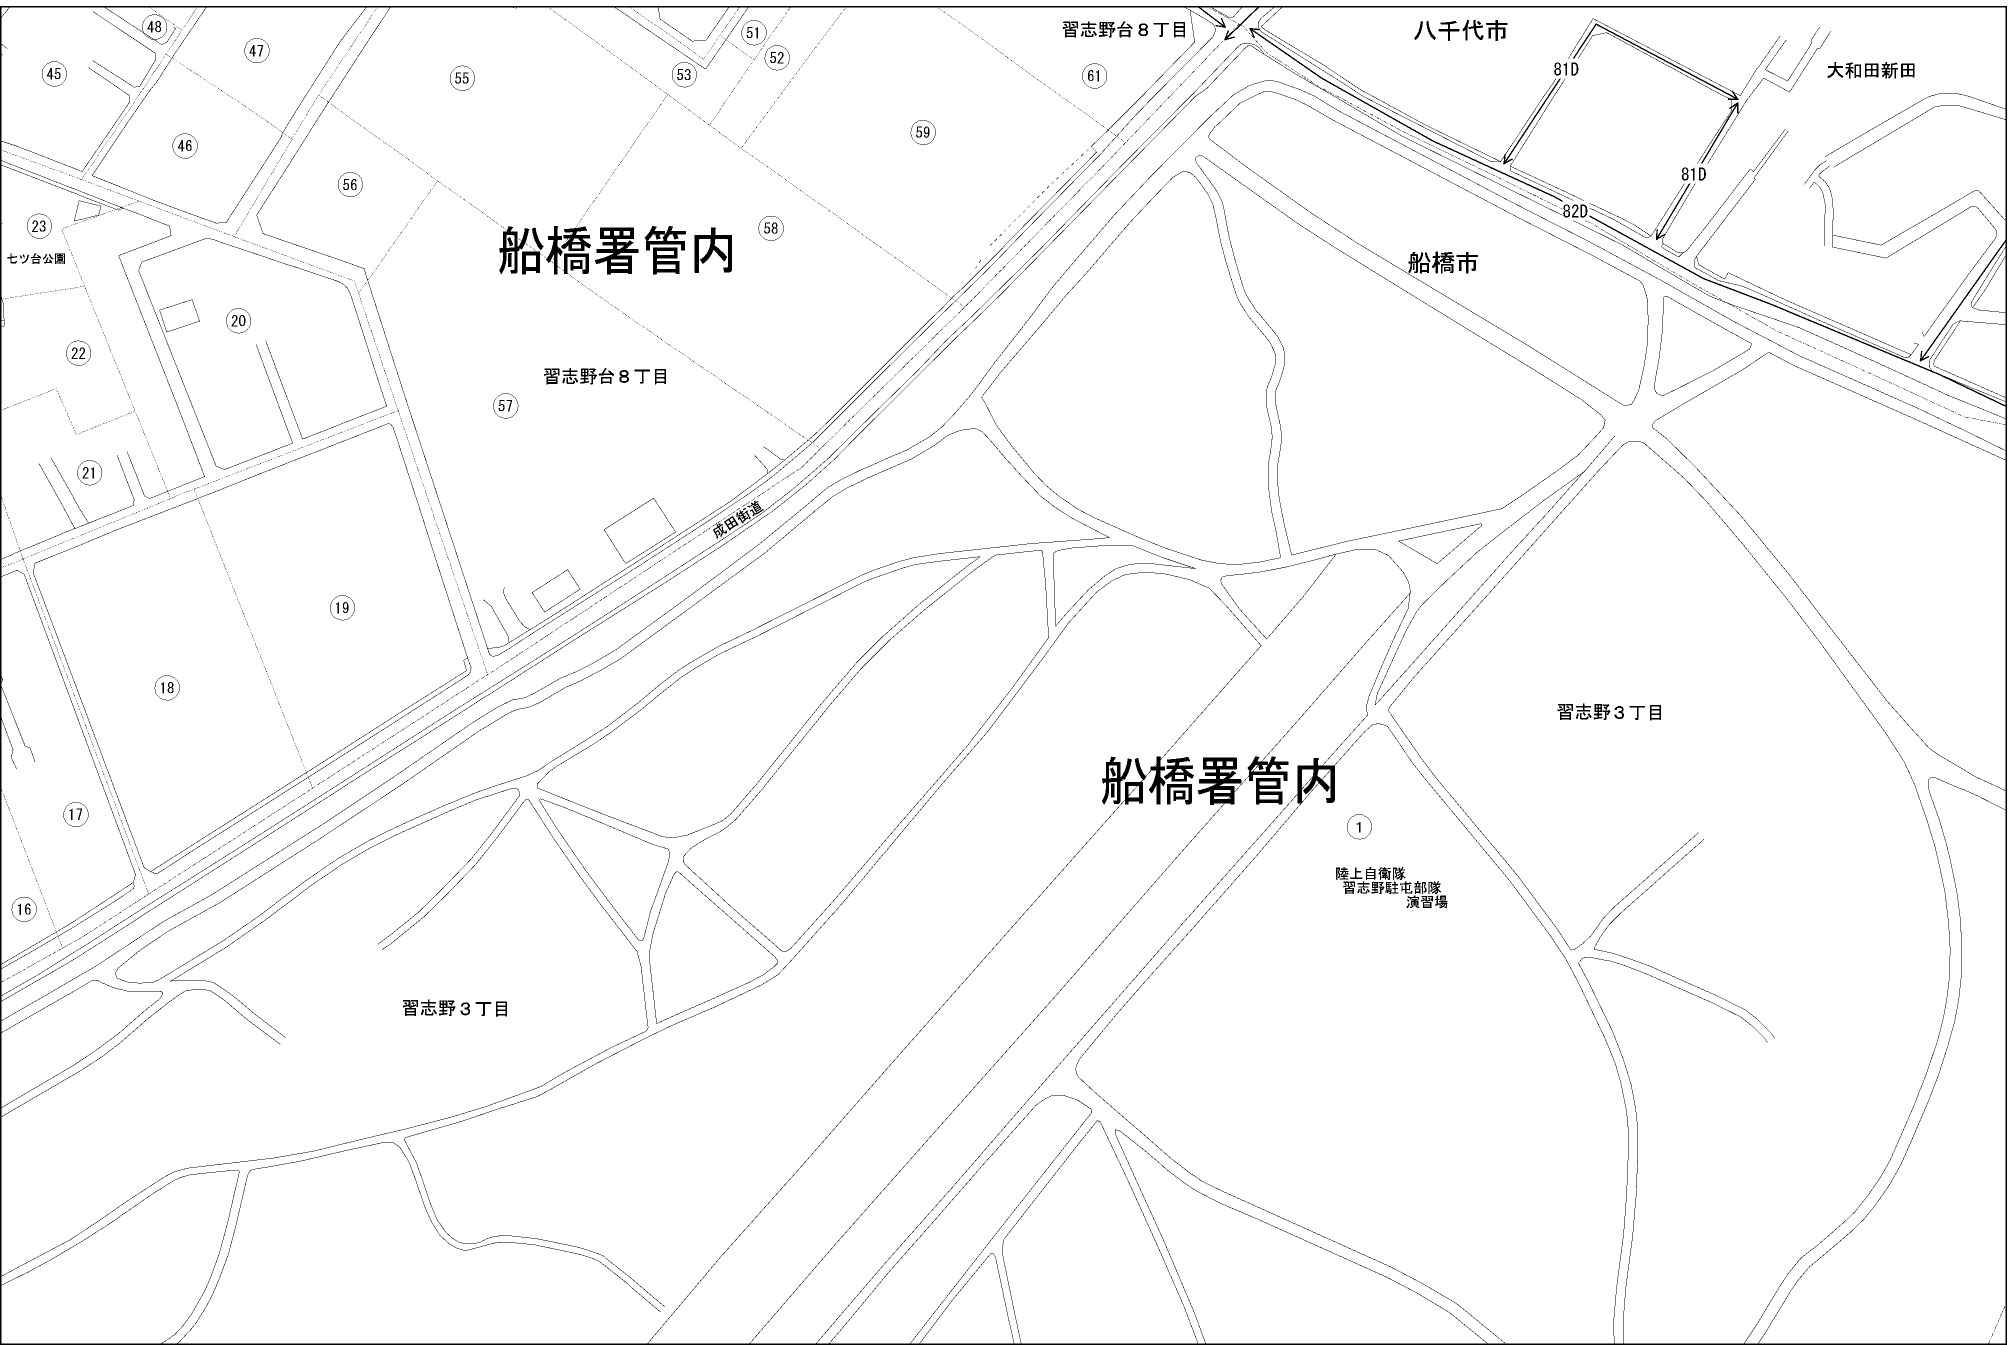 48
47
51
習志野台８丁目
八千代市
45
55
53
52
61
81D
大和田新田
46
59
56
81D
23
58
82D
七ツ台公園
船橋署管内
船橋市
20
22
習志野台８丁目
57
21
成田街道
19
18
習志野３丁目
船橋署管内
17
1
陸上自衛隊
習志野駐屯部隊
演習場
16
習志野３丁目